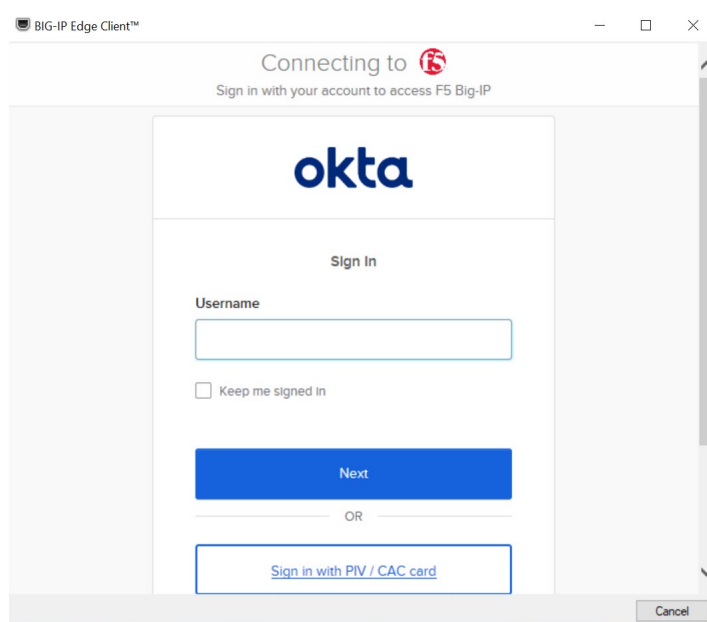 BIG-IP Edge Client™
Connecting to f5
Sign in with your account to access F5 Big-IP
okta
Sign In
Username
Keep me signed in
Next
OR
Sign in with PIV / CAC card
Cancel